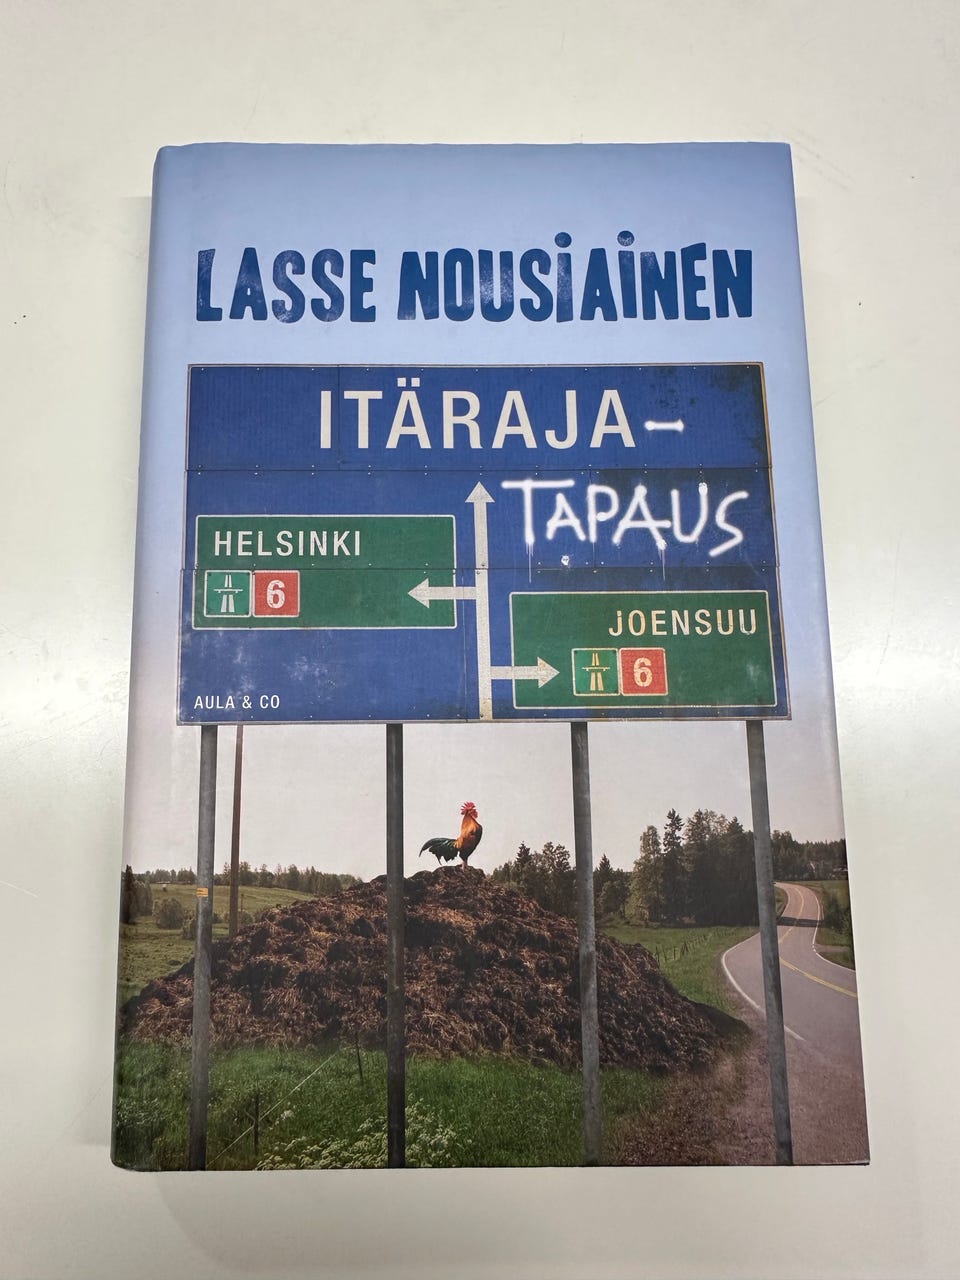 LASSE NOUSIAINEN
ITÄRAJA-
TAPAUS
HELSINKI
6
JOENSUU
6
AULA & CO